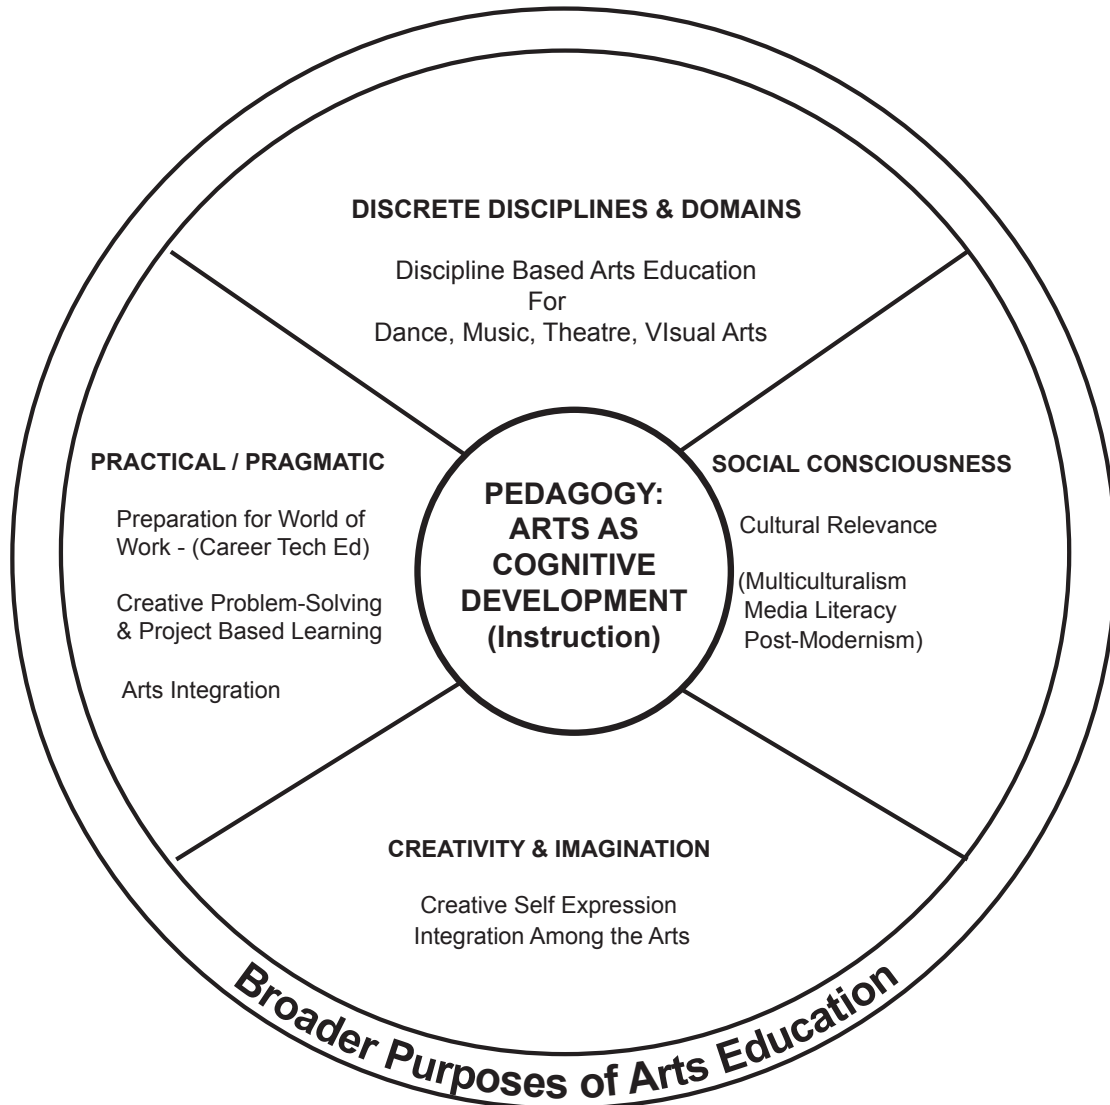 DISCRETE DISCIPLINES & DOMAINS
Discipline Based Arts Education
For
Dance, Music, Theatre, VIsual Arts
PRACTICAL / PRAGMATIC
Preparation for World of
Work - (Career Tech Ed)
Creative Problem-Solving
& Project Based Learning
Arts Integration
PEDAGOGY:
ARTS AS
COGNITIVE
DEVELOPMENT
(Instruction)
SOCIAL CONSCIOUSNESS
Cultural Relevance
(Multiculturalism
Media Literacy
Post-Modernism)
CREATIVITY & IMAGINATION
Creative Self Expression
Integration Among the Arts
Broader Purposes of Arts Education